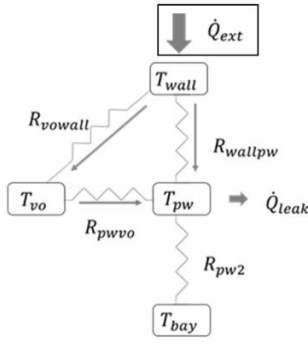 Q̇ext
Twall
Rvowall
Rwallpw
Tvo
Tpw
Q̇leak
Rpwvo
Rpw2
Tbay